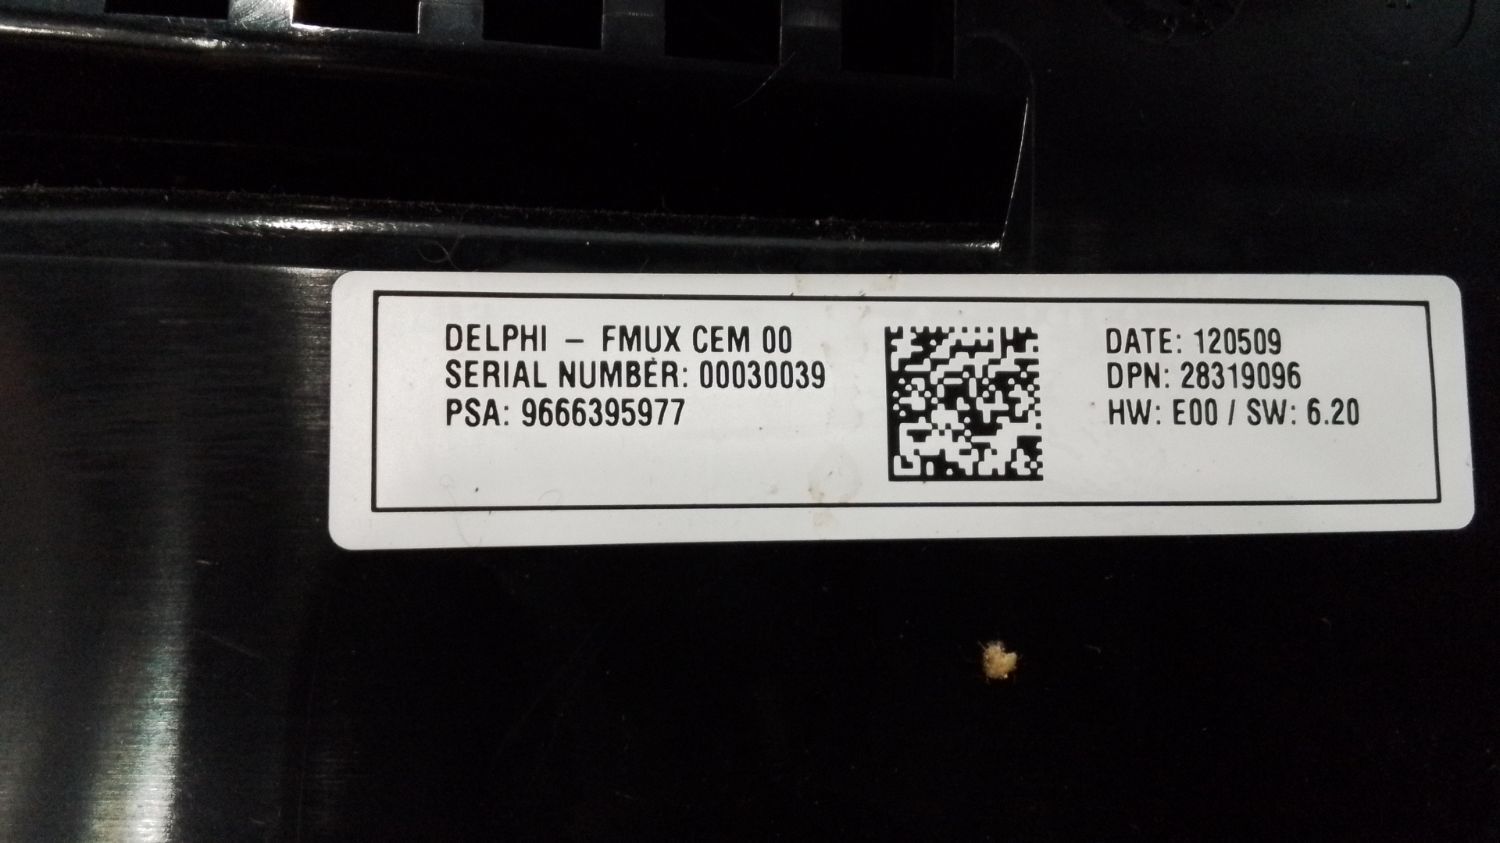 DELPHI – FMUX CEM 00
SERIAL NUMBER: 00030039
PSA: 9666395977
DATE: 120509
DPN: 28319096
HW: E00 / SW: 6.20